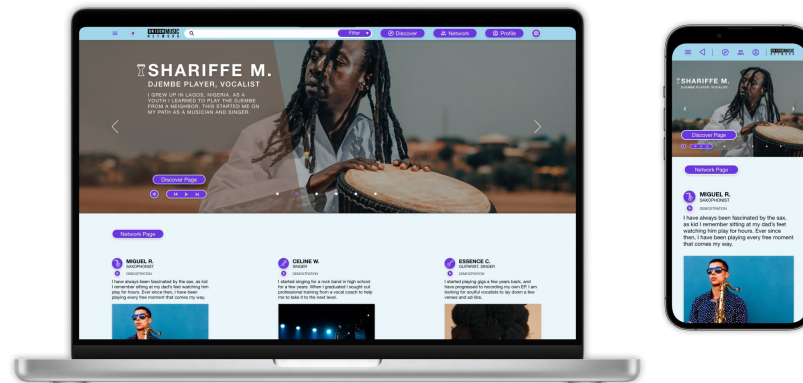 UNISONMUSIC
NETWORK
Filter
Discover
Network
Profile
SHARIFFE M.
DJEMBE PLAYER, VOCALIST
I GREW UP IN LAGOS, NIGERIA. AS A
YOUTH I LEARNED TO PLAY THE DJEMBE
FROM A NEIGHBOR. THIS STARTED ME ON
MY PATH AS A MUSICIAN AND SINGER.
Discover Page
Network Page
MIGUEL R.
SAXOPHONIST
DEMOSTRATION
I have always been fascinated by the sax, as kid
I remember sitting at my dad's feet watching him
play for hours. Ever since then, I have been
playing every free moment that comes my way.
CELINE W.
SINGER
DEMOSTRATION
I started singing for a rock band in high school
for a few years. When I graduated I sought out
professional training from a vocal coach to help
me to take it to the next level.
ESSENCE C.
GUITARIST, SINGER
DEMOSTRATION
I started playing gigs a few years back, and
have progressed to recording my own EP. I am
looking for soulful vocalists to lay down a few
verses and ad-libs.
UNISONMUSIC
NETWORK
SHARIFFE M.
DJEMBE PLAYER, VOCALIST
Discover Page
Network Page
MIGUEL R.
SAXOPHONIST
DEMOSTRATION
I have always been fascinated by the sax,
as kid I remember sitting at my dad's feet
watching him play for hours. Ever since
then, I have been playing every free moment
that comes my way.